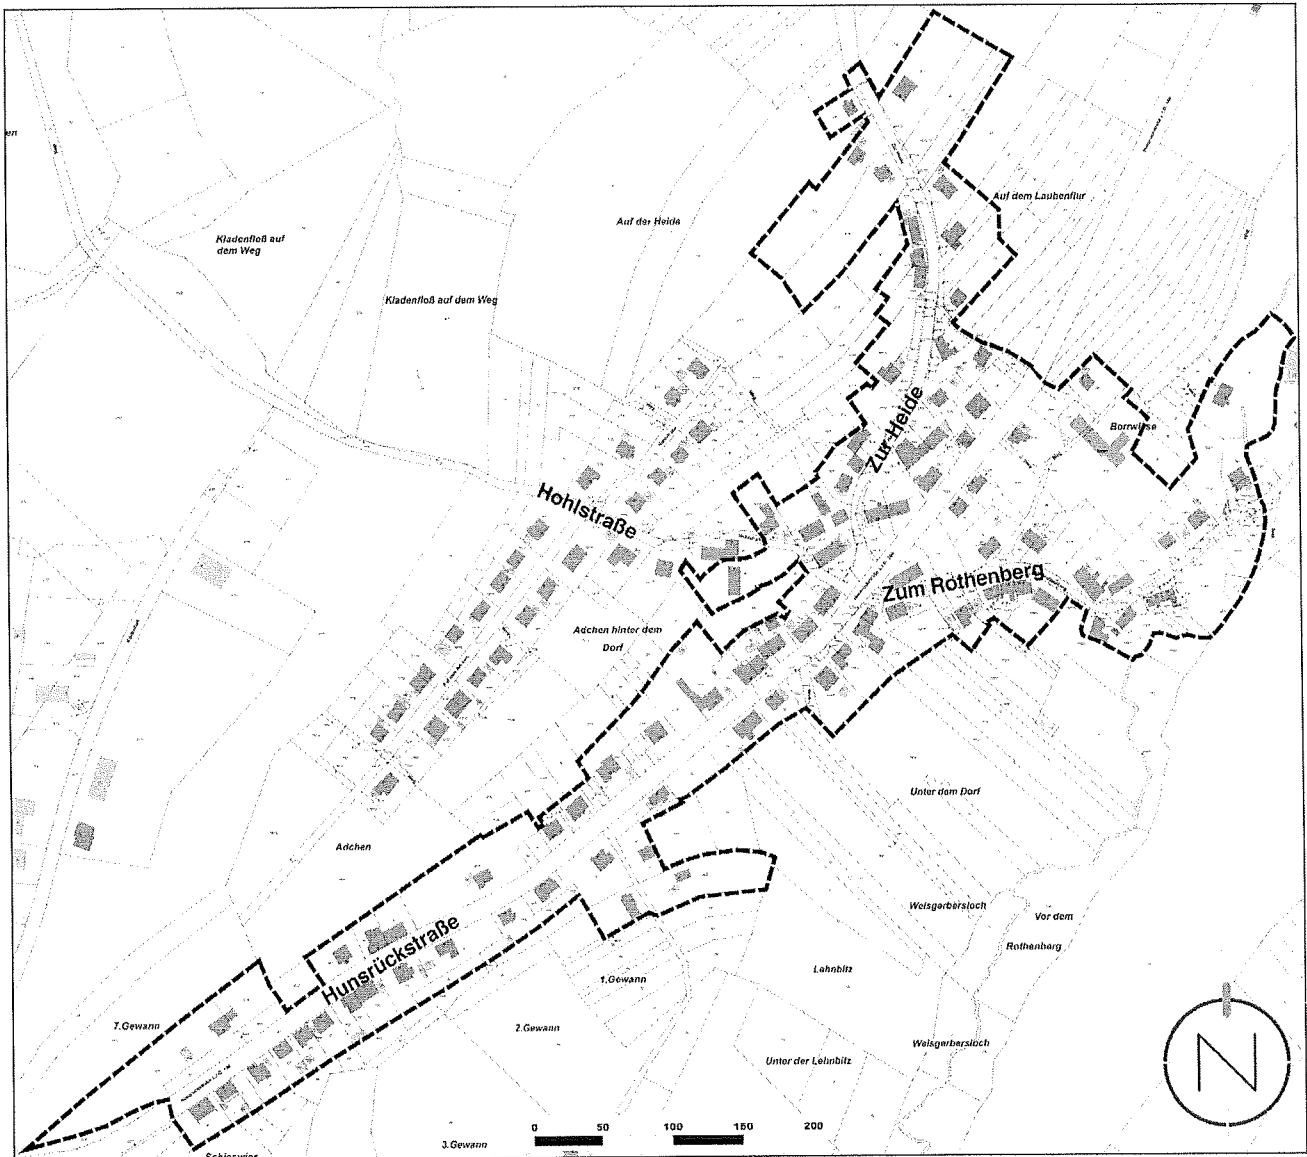 en
Auf dem Laubenflur
Auf der Heide
Kladenfloß auf
dem Weg
Kladenfloß auf dem Weg
Zur Heide
Borrwiese
Hohlstraße
Zum Rothenberg
Adchen hinter dem
Dorf
Unter dem Dorf
Adchen
Weisgerbersloch
Vor dem
Rothenberg
Hunsrückstraße
Lehnbitz
1.Gewann
7.Gewann
2.Gewann
Weisgerbersloch
Unter der Lehnbitz
N
0 50 100 150 200
3.Gewann